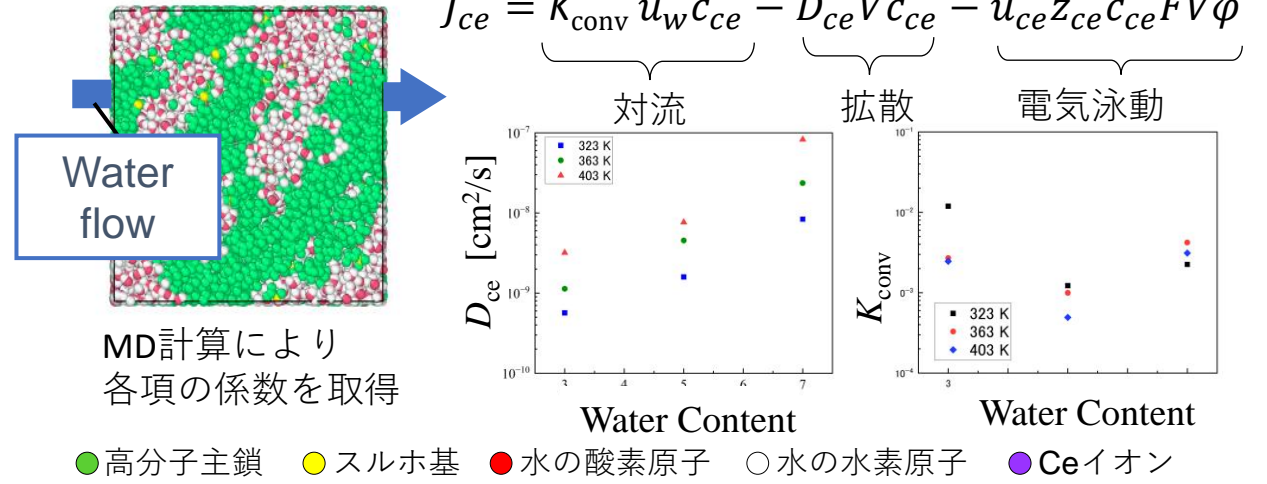 J_ce = K_conv u_w c_ce − D_ce ∇c_ce − u_ce z_ce c_ce F∇φ
対流 拡散 電気泳動
Water
flow
MD計算により
各項の係数を取得
D_ce [cm²/s]
10⁻⁷
10⁻⁸
10⁻⁹
10⁻¹⁰
323 K
363 K
403 K
3 4 5 6 7
Water Content
K_conv
10⁻¹
10⁻²
10⁻³
10⁻⁴
323 K
363 K
403 K
3
Water Content
高分子主鎖 スルホ基 水の酸素原子 水の水素原子 Ceイオン